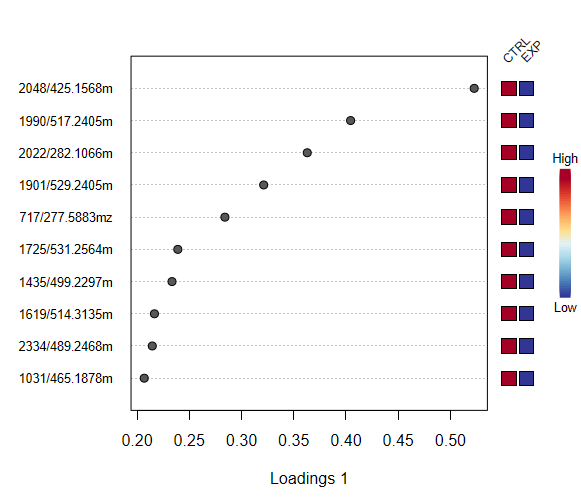 CTRL
EXP
2048/425.1568m
1990/517.2405m
2022/282.1066m
1901/529.2405m
717/277.5883mz
1725/531.2564m
1435/499.2297m
1619/514.3135m
2334/489.2468m
1031/465.1878m
High
Low
0.20 0.25 0.30 0.35 0.40 0.45 0.50
Loadings 1